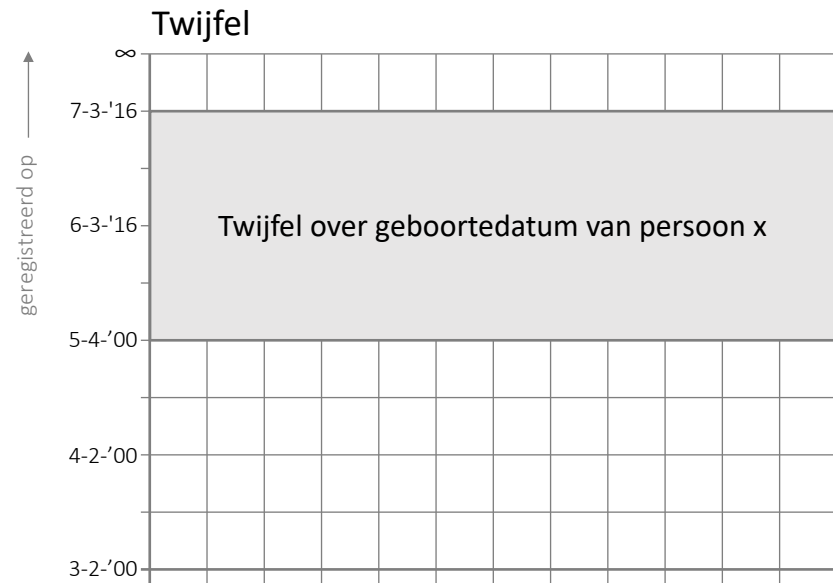 Twijfel
∞
7-3-'16
6-3-'16
5-4-’00
4-2-’00
3-2-’00
geregistreerd op
Twijfel over geboortedatum van persoon x